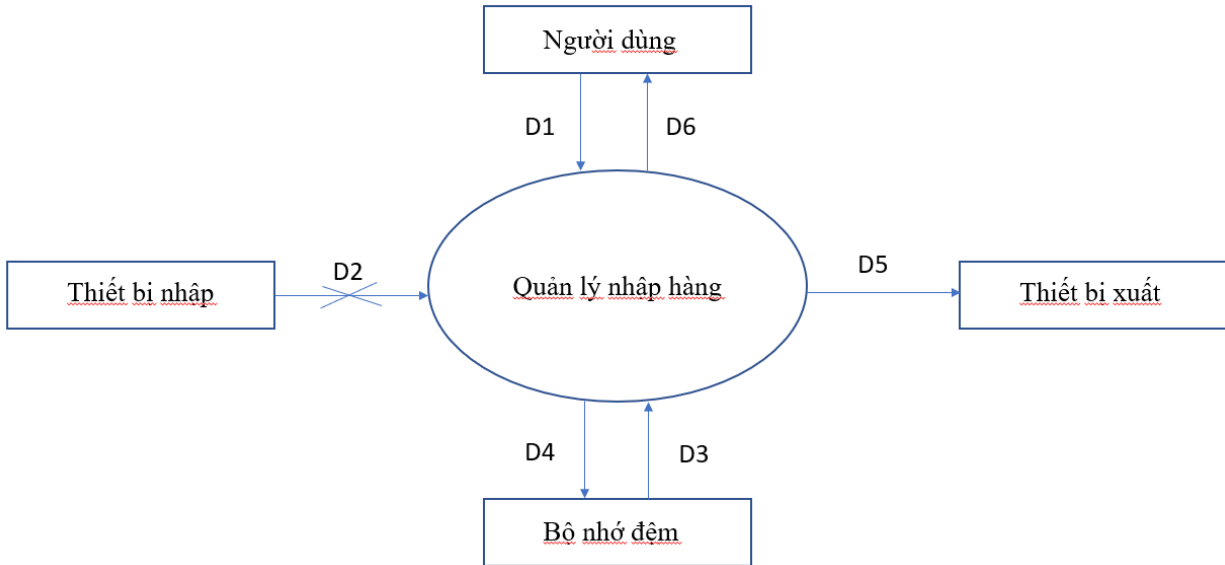 Người dùng
D1
D6
D2
D5
Thiết bị nhập
Quản lý nhập hàng
Thiết bị xuất
D4
D3
Bộ nhớ đệm